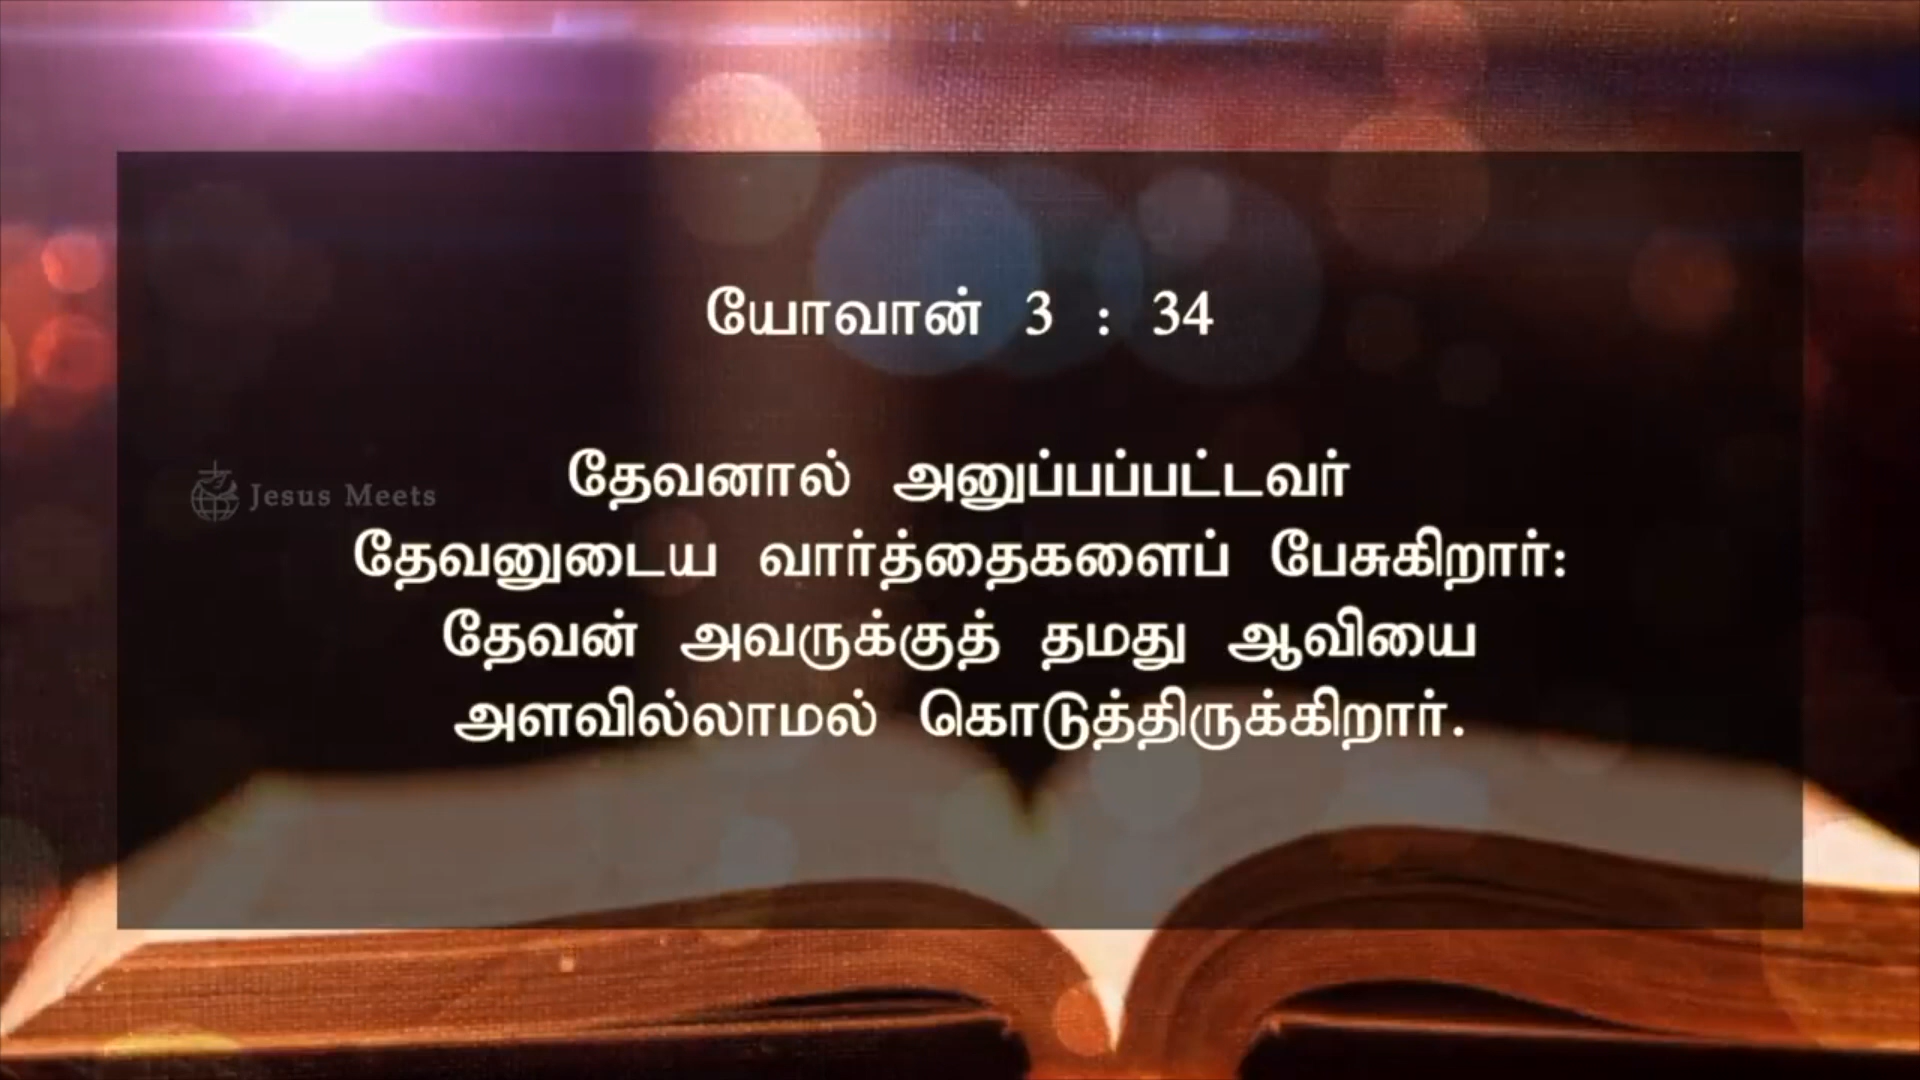 யோவான் 3 : 34
தேவனால் அனுப்பப்பட்டவர்
Jesus Meets
தேவனுடைய வார்த்தைகளைப் பேசுகிறார்:
தேவன் அவருக்குத் தமது ஆவியை
அளவில்லாமல் கொடுத்திருக்கிறார்.